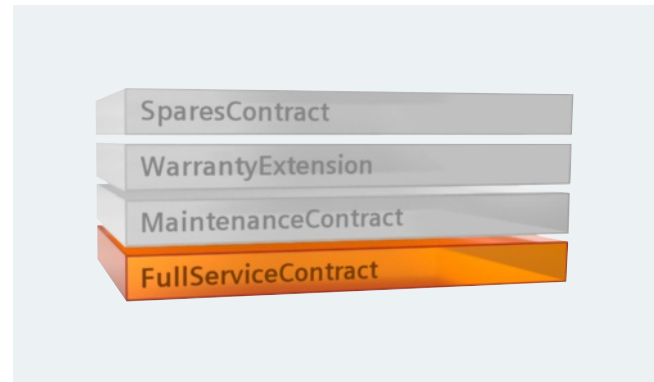 SparesContract
WarrantyExtension
MaintenanceContract
FullServiceContract